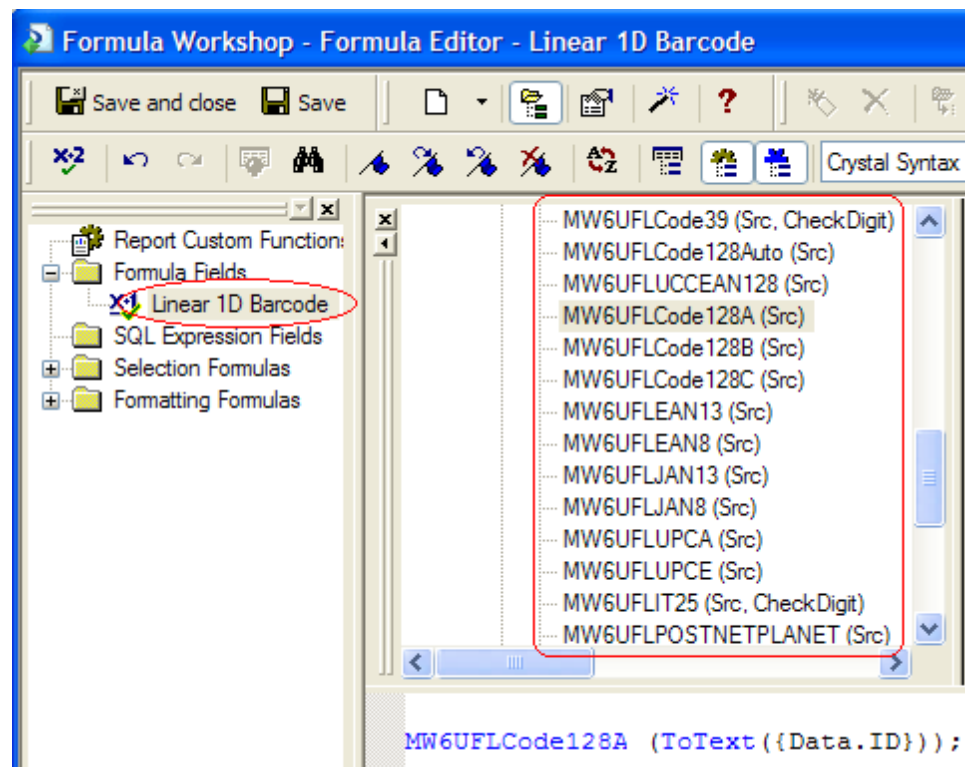 Formula Workshop - Formula Editor - Linear 1D Barcode
Save and close Save
Crystal Syntax
Report Custom Function
Formula Fields
Linear 1D Barcode
SQL Expression Fields
Selection Formulas
Formatting Formulas
MW6UFLCode39 (Src, CheckDigit)
MW6UFLCode128Auto (Src)
MW6UFLUCCEAN128 (Src)
MW6UFLCode128A (Src)
MW6UFLCode128B (Src)
MW6UFLCode128C (Src)
MW6UFLEAN13 (Src)
MW6UFLEAN8 (Src)
MW6UFLJAN13 (Src)
MW6UFLJAN8 (Src)
MW6UFLUPCA (Src)
MW6UFLUPCE (Src)
MW6UFLIT25 (Src, CheckDigit)
MW6UFLPOSTNETPLANET (Src)
MW6UFLCode128A (ToText({Data.ID}));